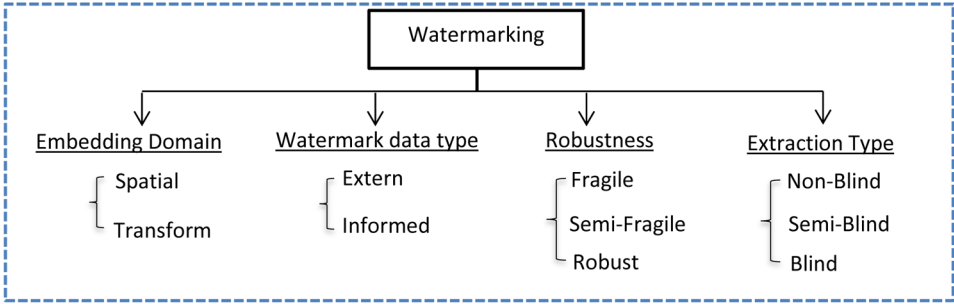 Watermarking
Embedding Domain
Spatial
Transform
Watermark data type
Extern
Informed
Robustness
Fragile
Semi-Fragile
Robust
Extraction Type
Non-Blind
Semi-Blind
Blind